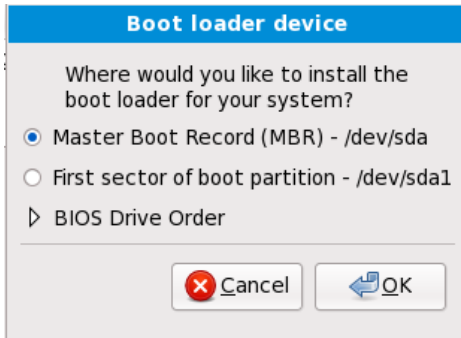 Boot loader device
Where would you like to install the
boot loader for your system?
Master Boot Record (MBR) - /dev/sda
First sector of boot partition - /dev/sda1
BIOS Drive Order
Cancel
OK